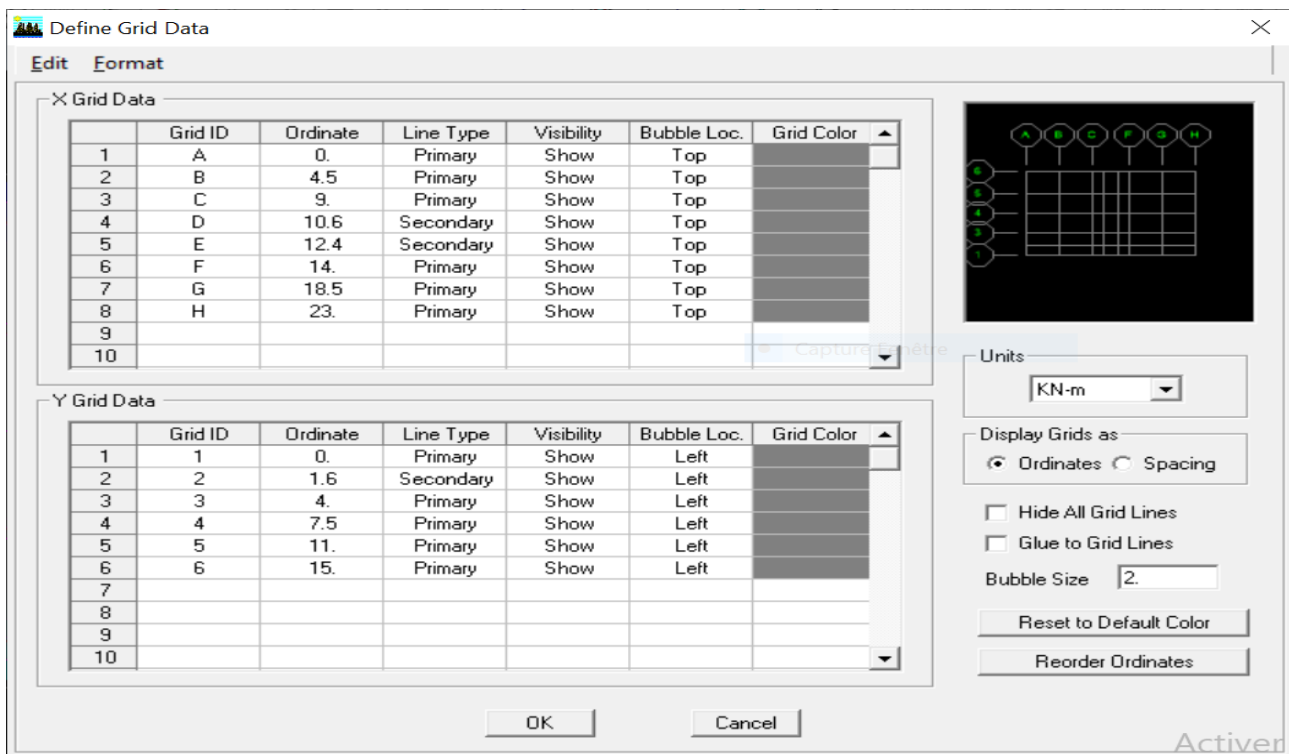 Define Grid Data
Edit Format
X Grid Data
Grid ID Ordinate Line Type Visibility Bubble Loc. Grid Color
1 A 0. Primary Show Top
2 B 4.5 Primary Show Top
3 C 9. Primary Show Top
4 D 10.6 Secondary Show Top
5 E 12.4 Secondary Show Top
6 F 14. Primary Show Top
7 G 18.5 Primary Show Top
8 H 23. Primary Show Top
9
10
A B C F G H
6
5
4
3
1
Capture Fenêtre
Units
KN-m
Y Grid Data
Grid ID Ordinate Line Type Visibility Bubble Loc. Grid Color
1 1 0. Primary Show Left
2 2 1.6 Secondary Show Left
3 3 4. Primary Show Left
4 4 7.5 Primary Show Left
5 5 11. Primary Show Left
6 6 15. Primary Show Left
7
8
9
10
Display Grids as
Ordinates Spacing
Hide All Grid Lines
Glue to Grid Lines
Bubble Size 2.
Reset to Default Color
Reorder Ordinates
OK Cancel
Activer